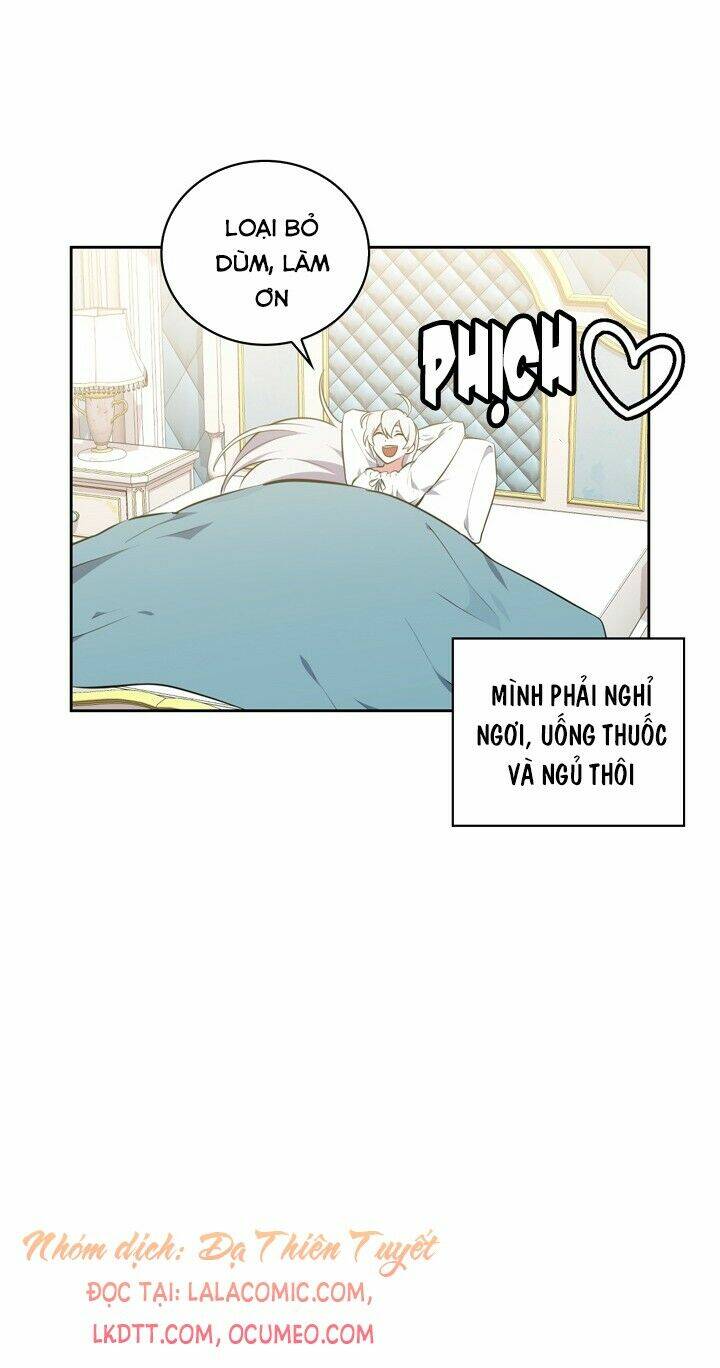 LOẠI BỎ
DÙM, LÀM
ƠN
PHỊCH
MÌNH PHẢI NGHỈ
NGƠI, UỐNG THUỐC
VÀ NGỦ THÔI
Nhóm dịch: Dạ Thiên Tuyết
ĐỌC TẠI: LALACOMIC.COM,
LKDTT.COM, OCUMEO.COM